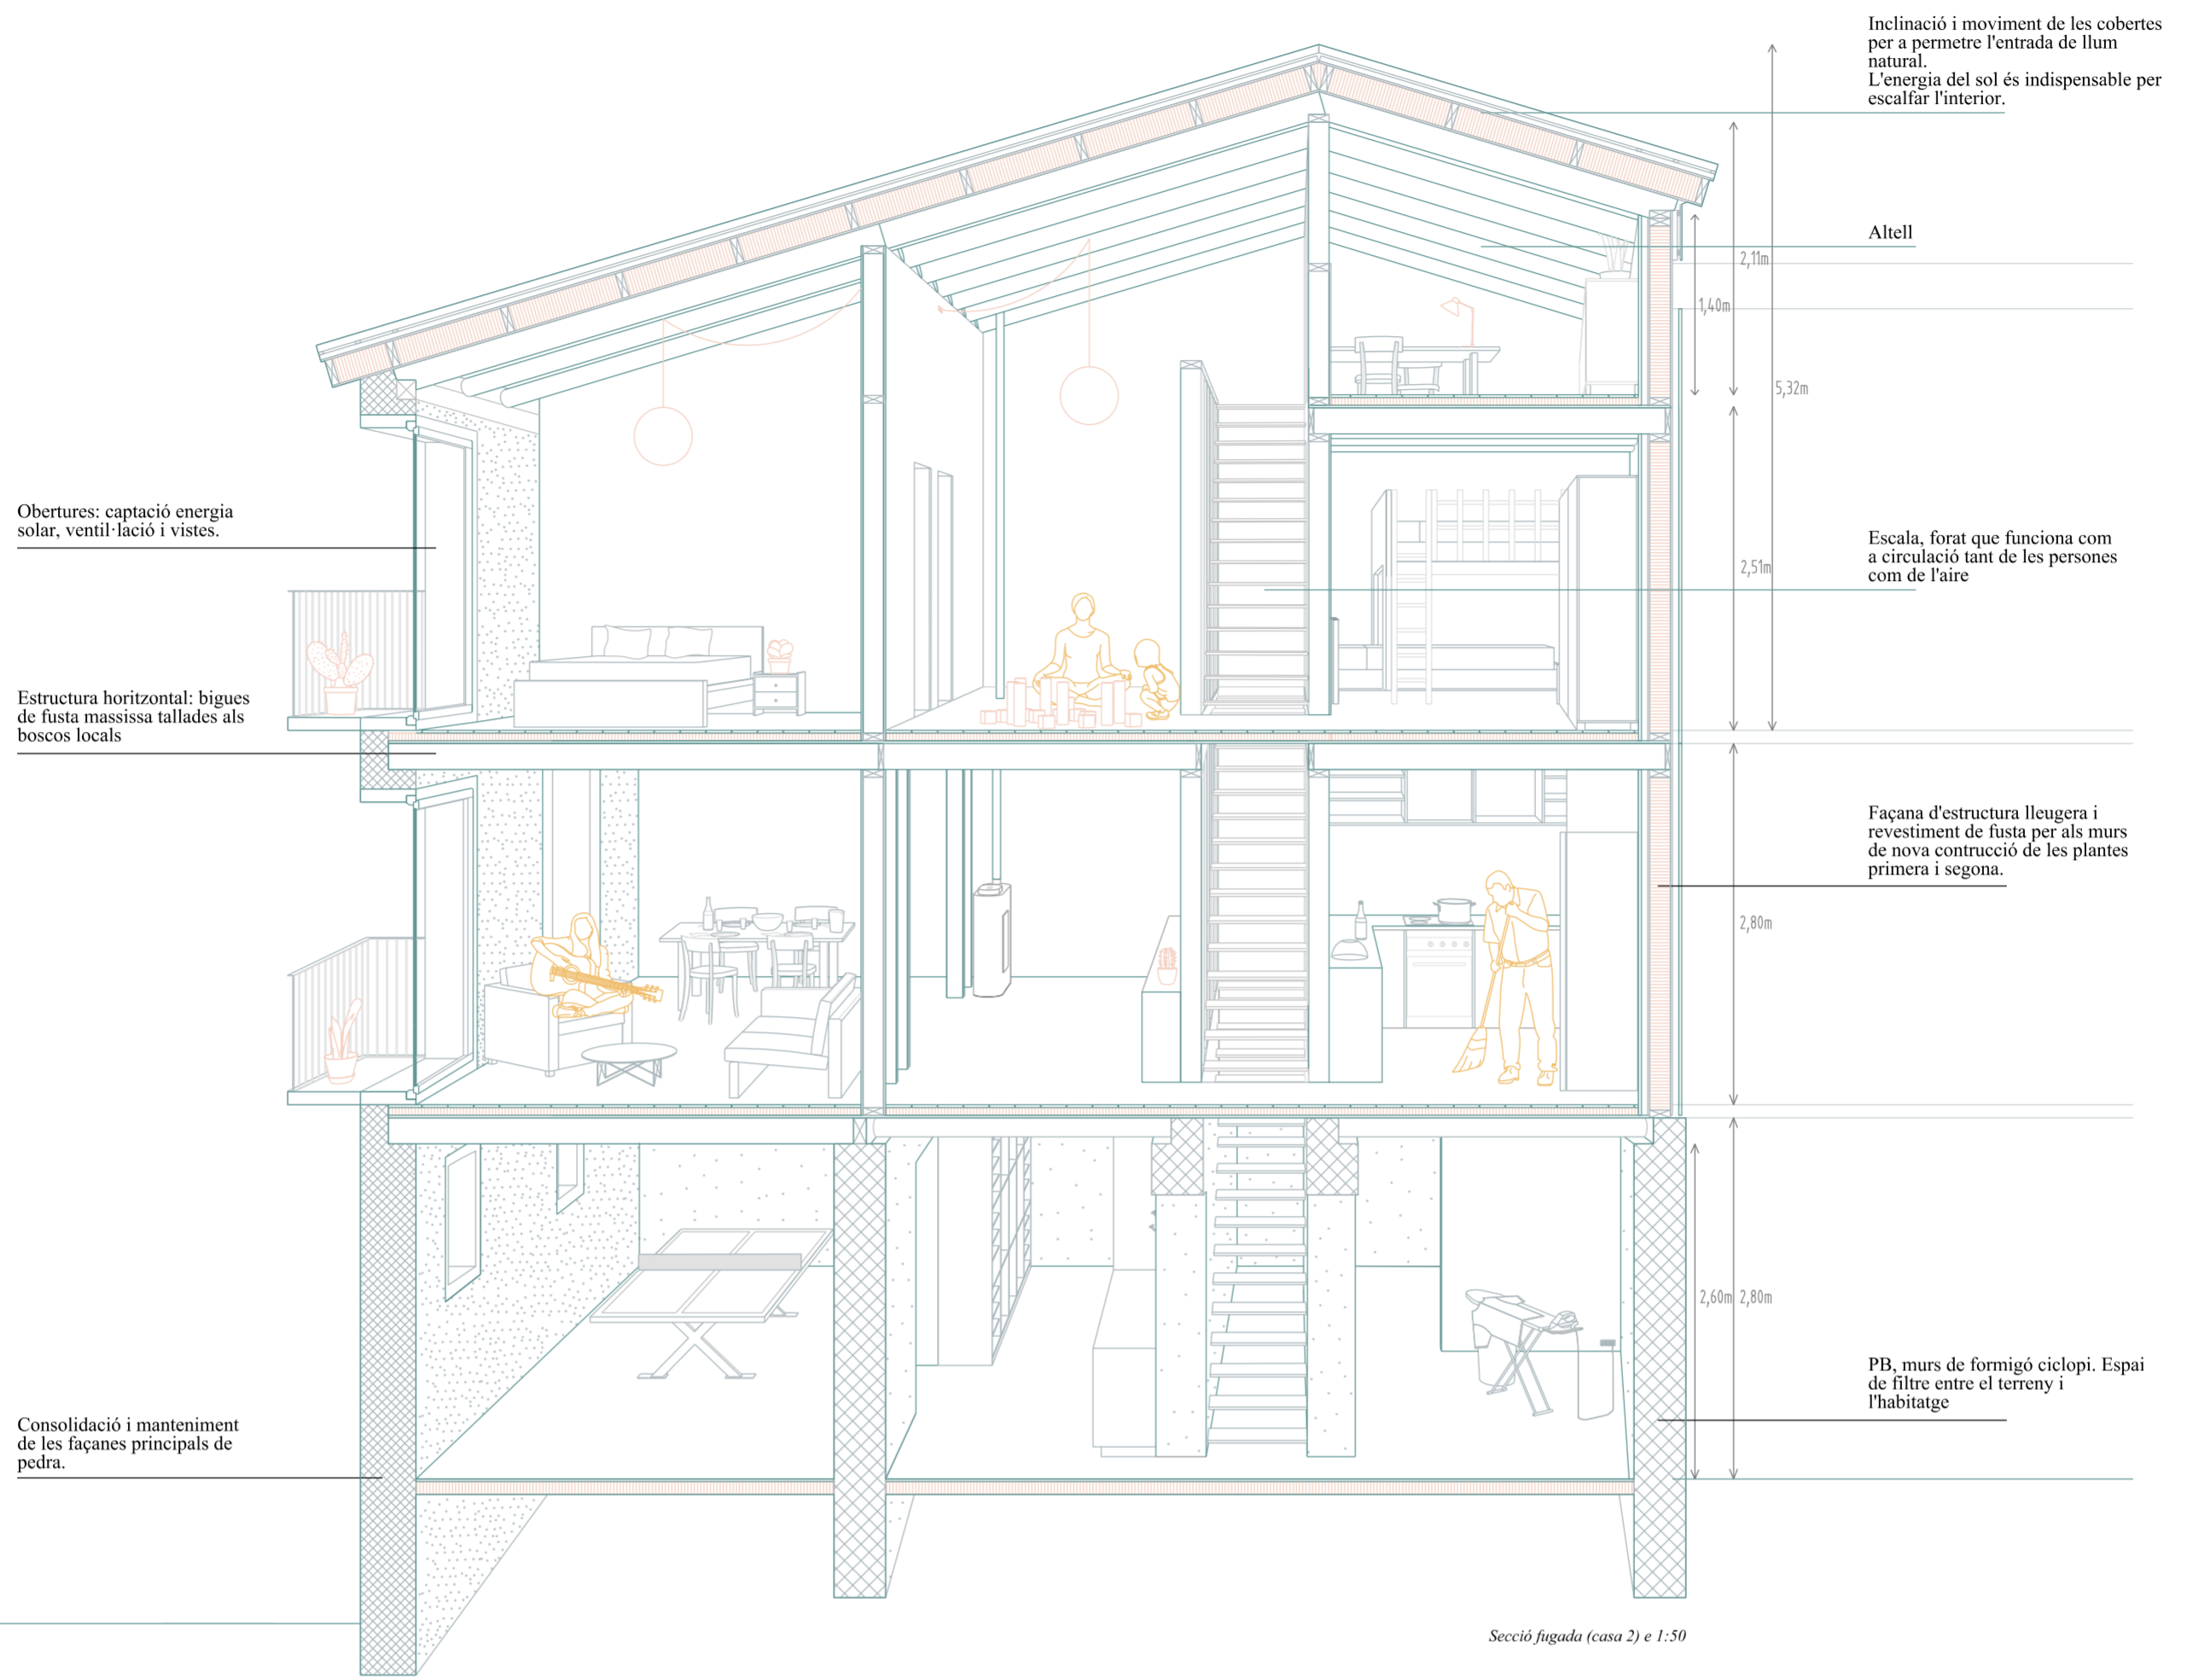 Inclinació i moviment de les cobertes
per a permetre l'entrada de llum
natural.
L'energia del sol és indispensable per
escalfar l'interior.
Altell
2,11m
1,40m
5,32m
Obertures: captació energia
solar, ventil·lació i vistes.
Escala, forat que funciona com
a circulació tant de les persones
com de l'aire
2,51m
Estructura horitzontal: bigues
de fusta massissa tallades als
boscos locals
Façana d'estructura lleugera i
revestiment de fusta per als murs
de nova contrucció de les plantes
primera i segona.
2,80m
2,60m 2,80m
PB, murs de formigó ciclopi. Espai
de filtre entre el terreny i
l'habitatge
Consolidació i manteniment
de les façanes principals de
pedra.
Secció fugada (casa 2) e 1:50